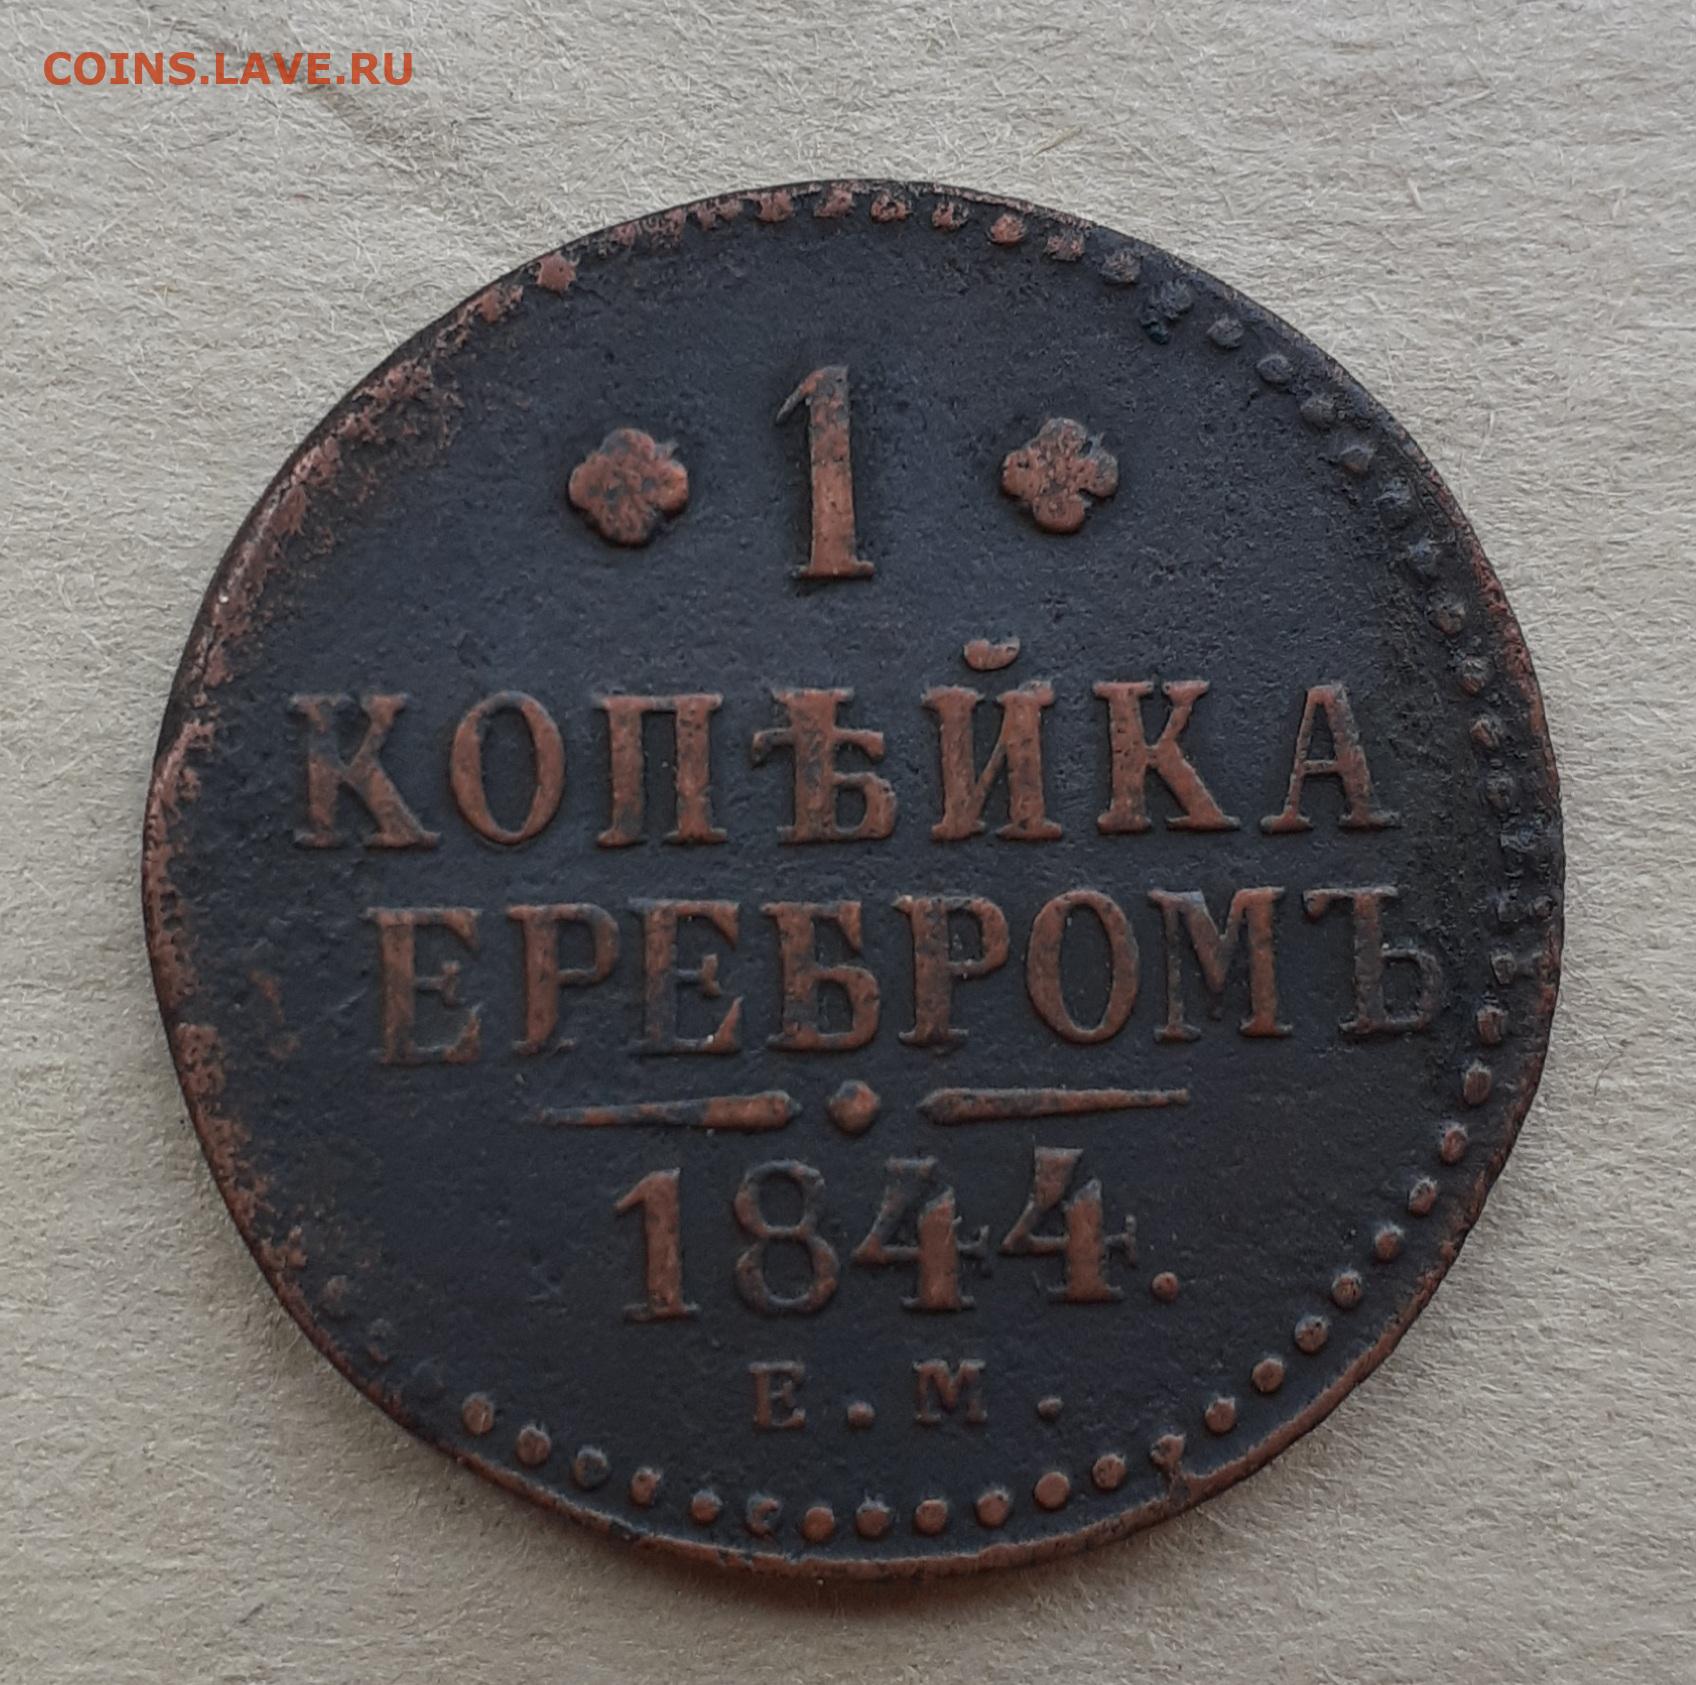 COINS.LAVE.RU
1
КОПѢЙКА
ЕРЕБРОМЪ
1844.
Е.М.